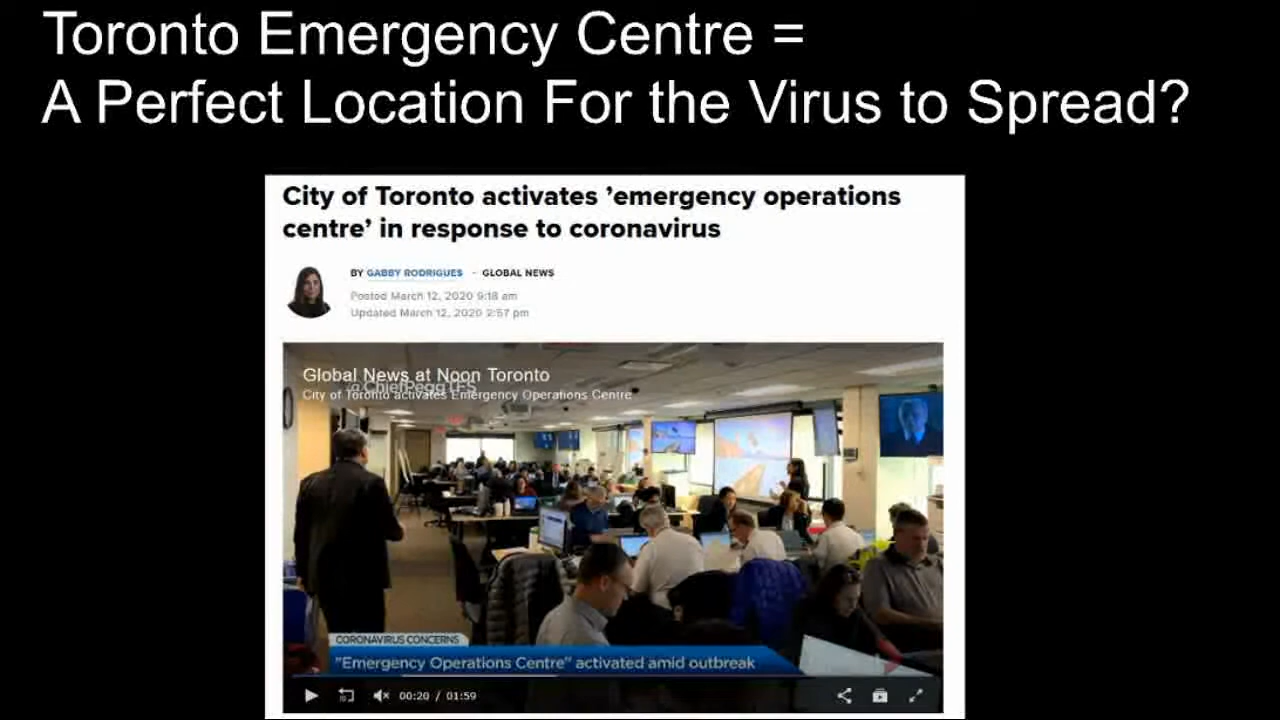 Toronto Emergency Centre =
A Perfect Location For the Virus to Spread?
City of Toronto activates ’emergency operations
centre’ in response to coronavirus
BY GABBY RODRIGUES - GLOBAL NEWS
Posted March 12, 2020 9:18 am
Updated March 12, 2020 2:57 pm
Global News at Noon Toronto
@ChiefPeggTFS
City of Toronto activates Emergency Operations Centre
CORONAVIRUS CONCERNS
"Emergency Operations Centre" activated amid outbreak
10
00:20 / 01:59